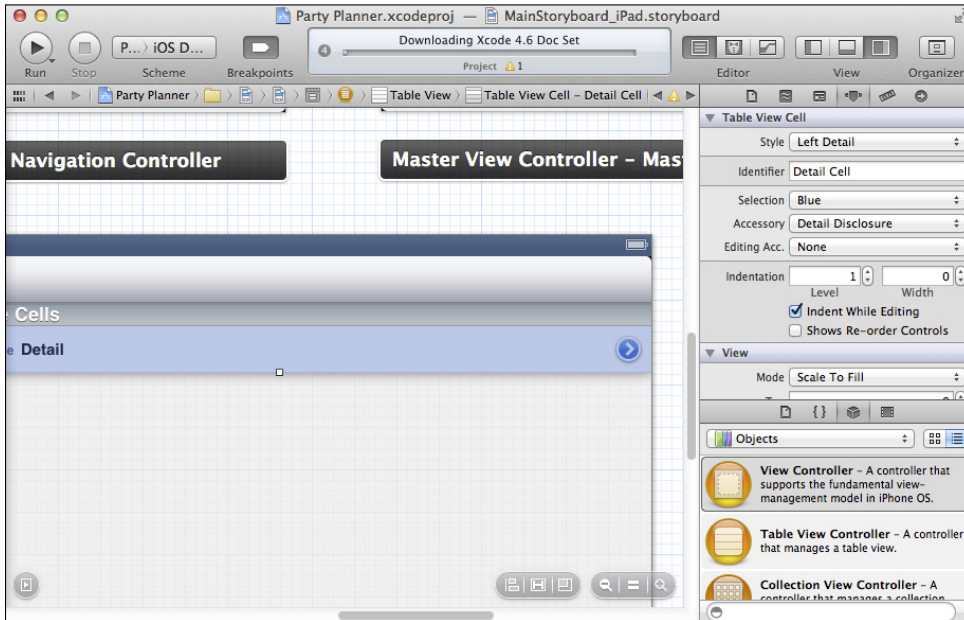 Party Planner.xcodeproj — MainStoryboard_iPad.storyboard
P... iOS D...
4
Downloading Xcode 4.6 Doc Set
Project 1
Run Stop Scheme Breakpoints Editor View Organizer
Party Planner Table View Table View Cell – Detail Cell
Navigation Controller
Master View Controller – Mas
Cells
e Detail
Table View Cell
Style Left Detail
Identifier Detail Cell
Selection Blue
Accessory Detail Disclosure
Editing Acc. None
Indentation 1 0
Level Width
Indent While Editing
Shows Re-order Controls
View
Mode Scale To Fill
{}
Objects
View Controller – A controller that
supports the fundamental view-
management model in iPhone OS.
Table View Controller – A controller
that manages a table view.
Collection View Controller – A
controller that manages a collection